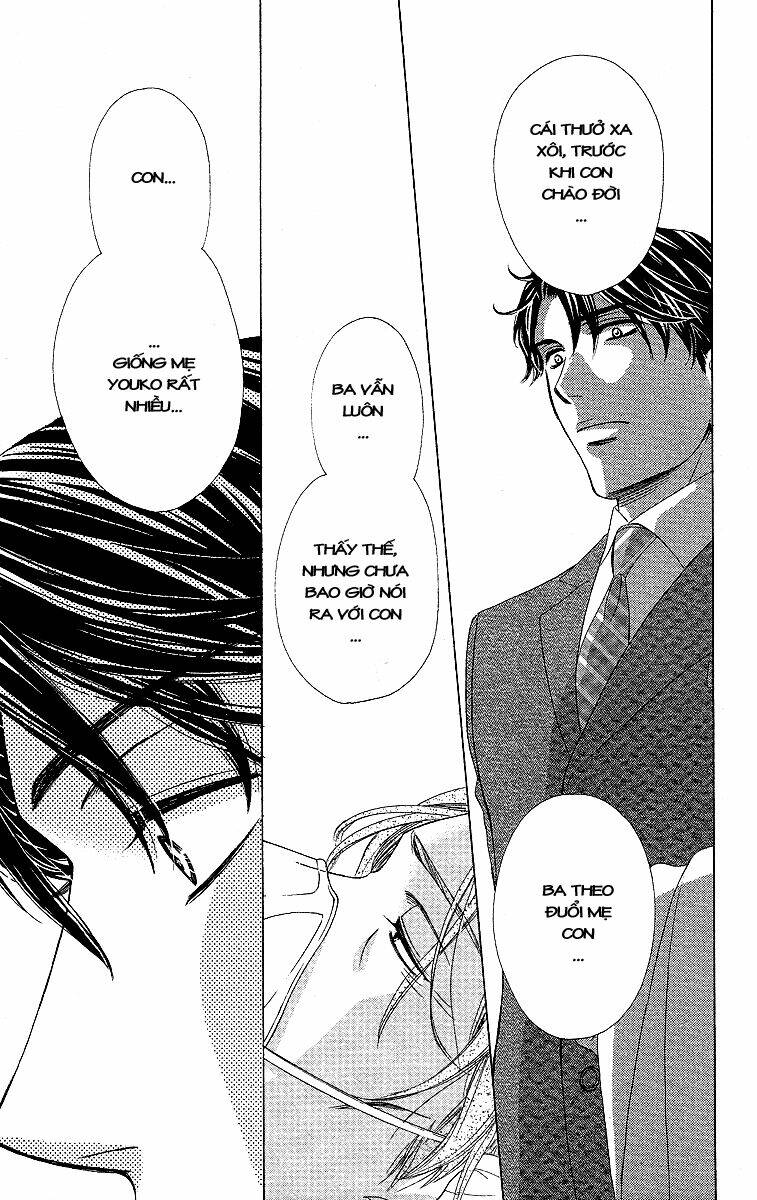 CÁI THUỞ XA
XÔI, TRƯỚC
KHI CON
CHÀO ĐỜI
...
BA THEO
ĐUỔI MẸ
CON
...
BA VẪN
LUÔN
...
THẤY THẾ,
NHƯNG CHƯA
BAO GIỜ NÓI
RA VỚI CON
...
CON...
...
GIỐNG MẸ
YOUKO RẤT
NHIỀU...